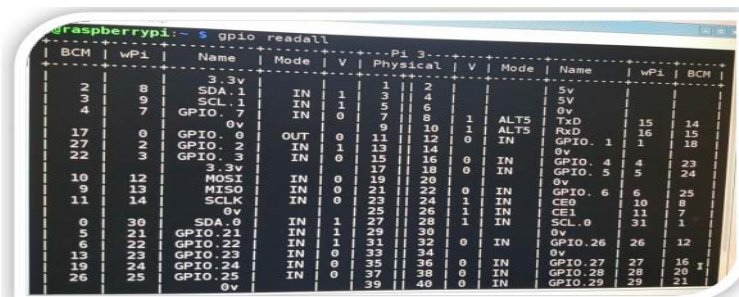 @raspberrypi:~ $ gpio readall
+-----+-----+---------+------+---+---Pi 3---+---+------+---------+-----+-----+
| BCM | wPi | Name | Mode | V | Physical | V | Mode | Name | wPi | BCM |
| | | 3.3v | | | 1 || 2 | | | 5v | | |
| 2 | 8 | SDA.1 | IN | 1 | 3 || 4 | | | 5V | | |
| 3 | 9 | SCL.1 | IN | 1 | 5 || 6 | | | 0v | | |
| 4 | 7 | GPIO. 7 | IN | 0 | 7 || 8 | 1 | ALT5 | TxD | 15 | 14 |
| | | 0v | | | 9 || 10 | 1 | ALT5 | RxD | 16 | 15 |
| 17 | 0 | GPIO. 0 | OUT | 0 | 11 || 12 | 0 | IN | GPIO. 1 | 1 | 18 |
| 27 | 2 | GPIO. 2 | IN | 1 | 13 || 14 | | | 0v | | |
| 22 | 3 | GPIO. 3 | IN | 0 | 15 || 16 | 0 | IN | GPIO. 4 | 4 | 23 |
| | | 3.3v | | | 17 || 18 | 0 | IN | GPIO. 5 | 5 | 24 |
| 10 | 12 | MOSI | IN | 0 | 19 || 20 | | | 0v | | |
| 9 | 13 | MISO | IN | 0 | 21 || 22 | 0 | IN | GPIO. 6 | 6 | 25 |
| 11 | 14 | SCLK | IN | 0 | 23 || 24 | 1 | IN | CE0 | 10 | 8 |
| | | 0v | | | 25 || 26 | 1 | IN | CE1 | 11 | 7 |
| 0 | 30 | SDA.0 | IN | 1 | 27 || 28 | 1 | IN | SCL.0 | 31 | 1 |
| 5 | 21 | GPIO.21 | IN | 1 | 29 || 30 | | | 0v | | |
| 6 | 22 | GPIO.22 | IN | 1 | 31 || 32 | 0 | IN | GPIO.26 | 26 | 12 |
| 13 | 23 | GPIO.23 | IN | 0 | 33 || 34 | | | 0v | | |
| 19 | 24 | GPIO.24 | IN | 0 | 35 || 36 | 0 | IN | GPIO.27 | 27 | 16 |
| 26 | 25 | GPIO.25 | IN | 0 | 37 || 38 | 0 | IN | GPIO.28 | 28 | 20 |
| | | 0v | | | 39 || 40 | 0 | IN | GPIO.29 | 29 | 21 |